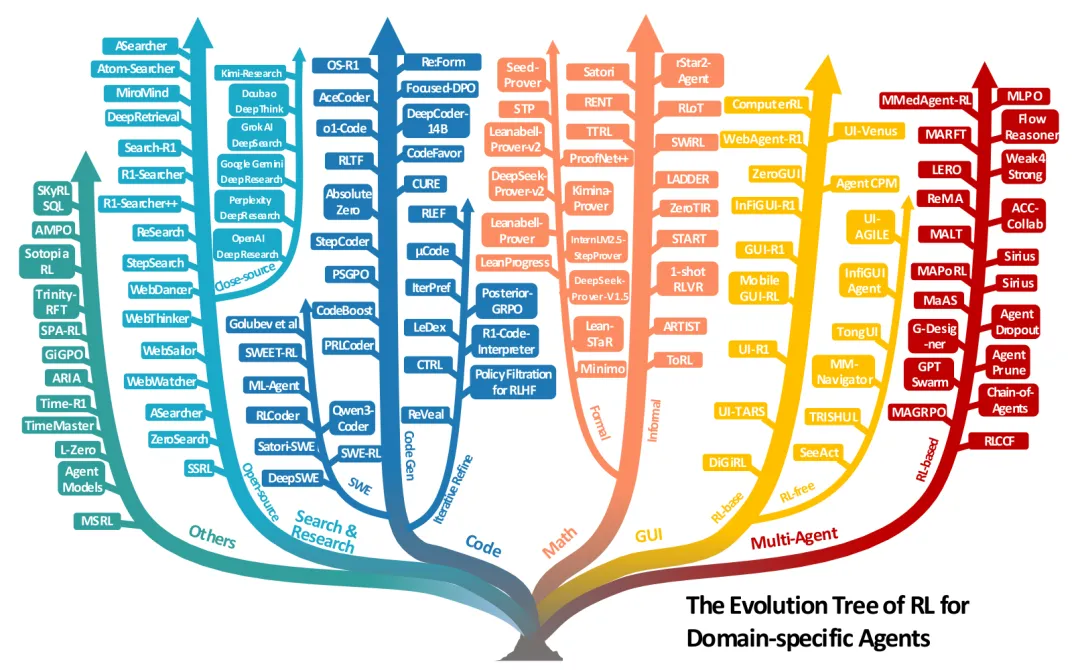 SKyRL
SQL
AMPO
Sotopia
RL
Trinity-
RFT
SPA-RL
GiGPO
ARIA
Time-R1
TimeMaster
L-Zero
Agent
Models
MSRL
Others
ASearcher
Atom-Searcher
MiroMind
DeepRetrieval
Search-R1
R1-Searcher
R1-Searcher++
ReSearch
StepSearch
WebDancer
WebThinker
WebSailor
WebWatcher
ASearcher
ZeroSearch
SSRL
Open-source
Kimi-Research
Doubao
DeepThink
Grok AI
DeepSearch
Google Gemini
Deep Research
Perplexity
DeepResearch
OpenAI
Deep Research
Close-source
Search &
Research
OS-R1
AceCoder
o1-Code
RLTF
Absolute
Zero
StepCoder
PSGPO
CodeBoost
PRLCoder
Re:Form
Focused-DPO
DeepCoder-
14B
CodeFavor
CURE
Code Gen
Golubev et al
SWEET-RL
ML-Agent
RLCoder
Satori-SWE
DeepSWE
Qwen3-
Coder
SWE-RL
SWE
RLEF
μCode
IterPref
LeDex
CTRL
ReVeal
Posterior-
GRPO
R1-Code-
Interpreter
Policy Filtration
for RLHF
Iterative Refine
Code
Seed-
Prover
STP
Leanabell-
Prover-v2
DeepSeek-
Prover-v2
Leanabell-
Prover
LeanProgress
Satori
RENT
TTRL
ProofNet++
Kimina-
Prover
InternLM2.5-
StepProver
DeepSeek-
Prover-V1.5
Lean-
STaR
Minimo
Formal
rStar2-
Agent
RLoT
SWiRL
LADDER
ZeroTIR
START
1-shot
RLVR
ARTIST
ToRL
Informal
Math
ComputerRL
WebAgent-R1
ZeroGUI
InFiGUI-R1
GUI-R1
Mobile
GUI-RL
UI-R1
UI-TARS
DiGiRL
UI-Venus
Agent CPM
RL-base
UI-
AGILE
InfiGUI
Agent
TongUI
MM-
Navigator
TRISHUL
SeeAct
RL-free
GUI
MMedAgent-RL
MARFT
LERO
ReMA
MALT
MAPoRL
MaAS
G-Desig
-ner
GPT
Swarm
MAGRPO
MLPO
Flow
Reasoner
Weak4
Strong
ACC-
Collab
Sirius
Sirius
Agent
Dropout
Agent
Prune
Chain-of-
Agents
RLCCF
RL-based
Multi-Agent
The Evolution Tree of RL for
Domain-specific Agents